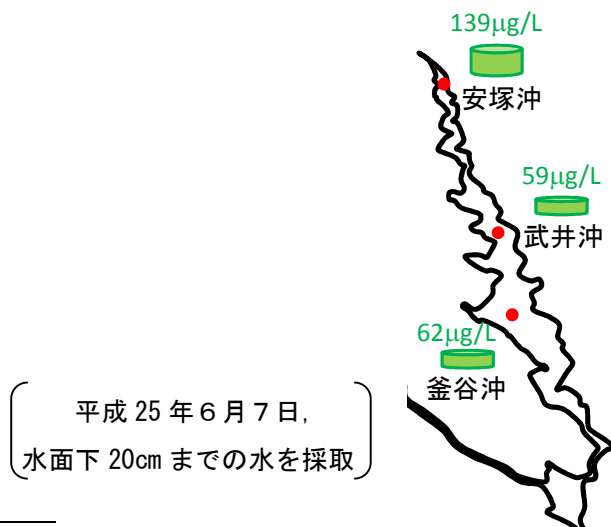 139μg/L
安塚沖
59μg/L
武井沖
62μg/L
釜谷沖
平成 25 年６月７日，
水面下 20cm までの水を採取